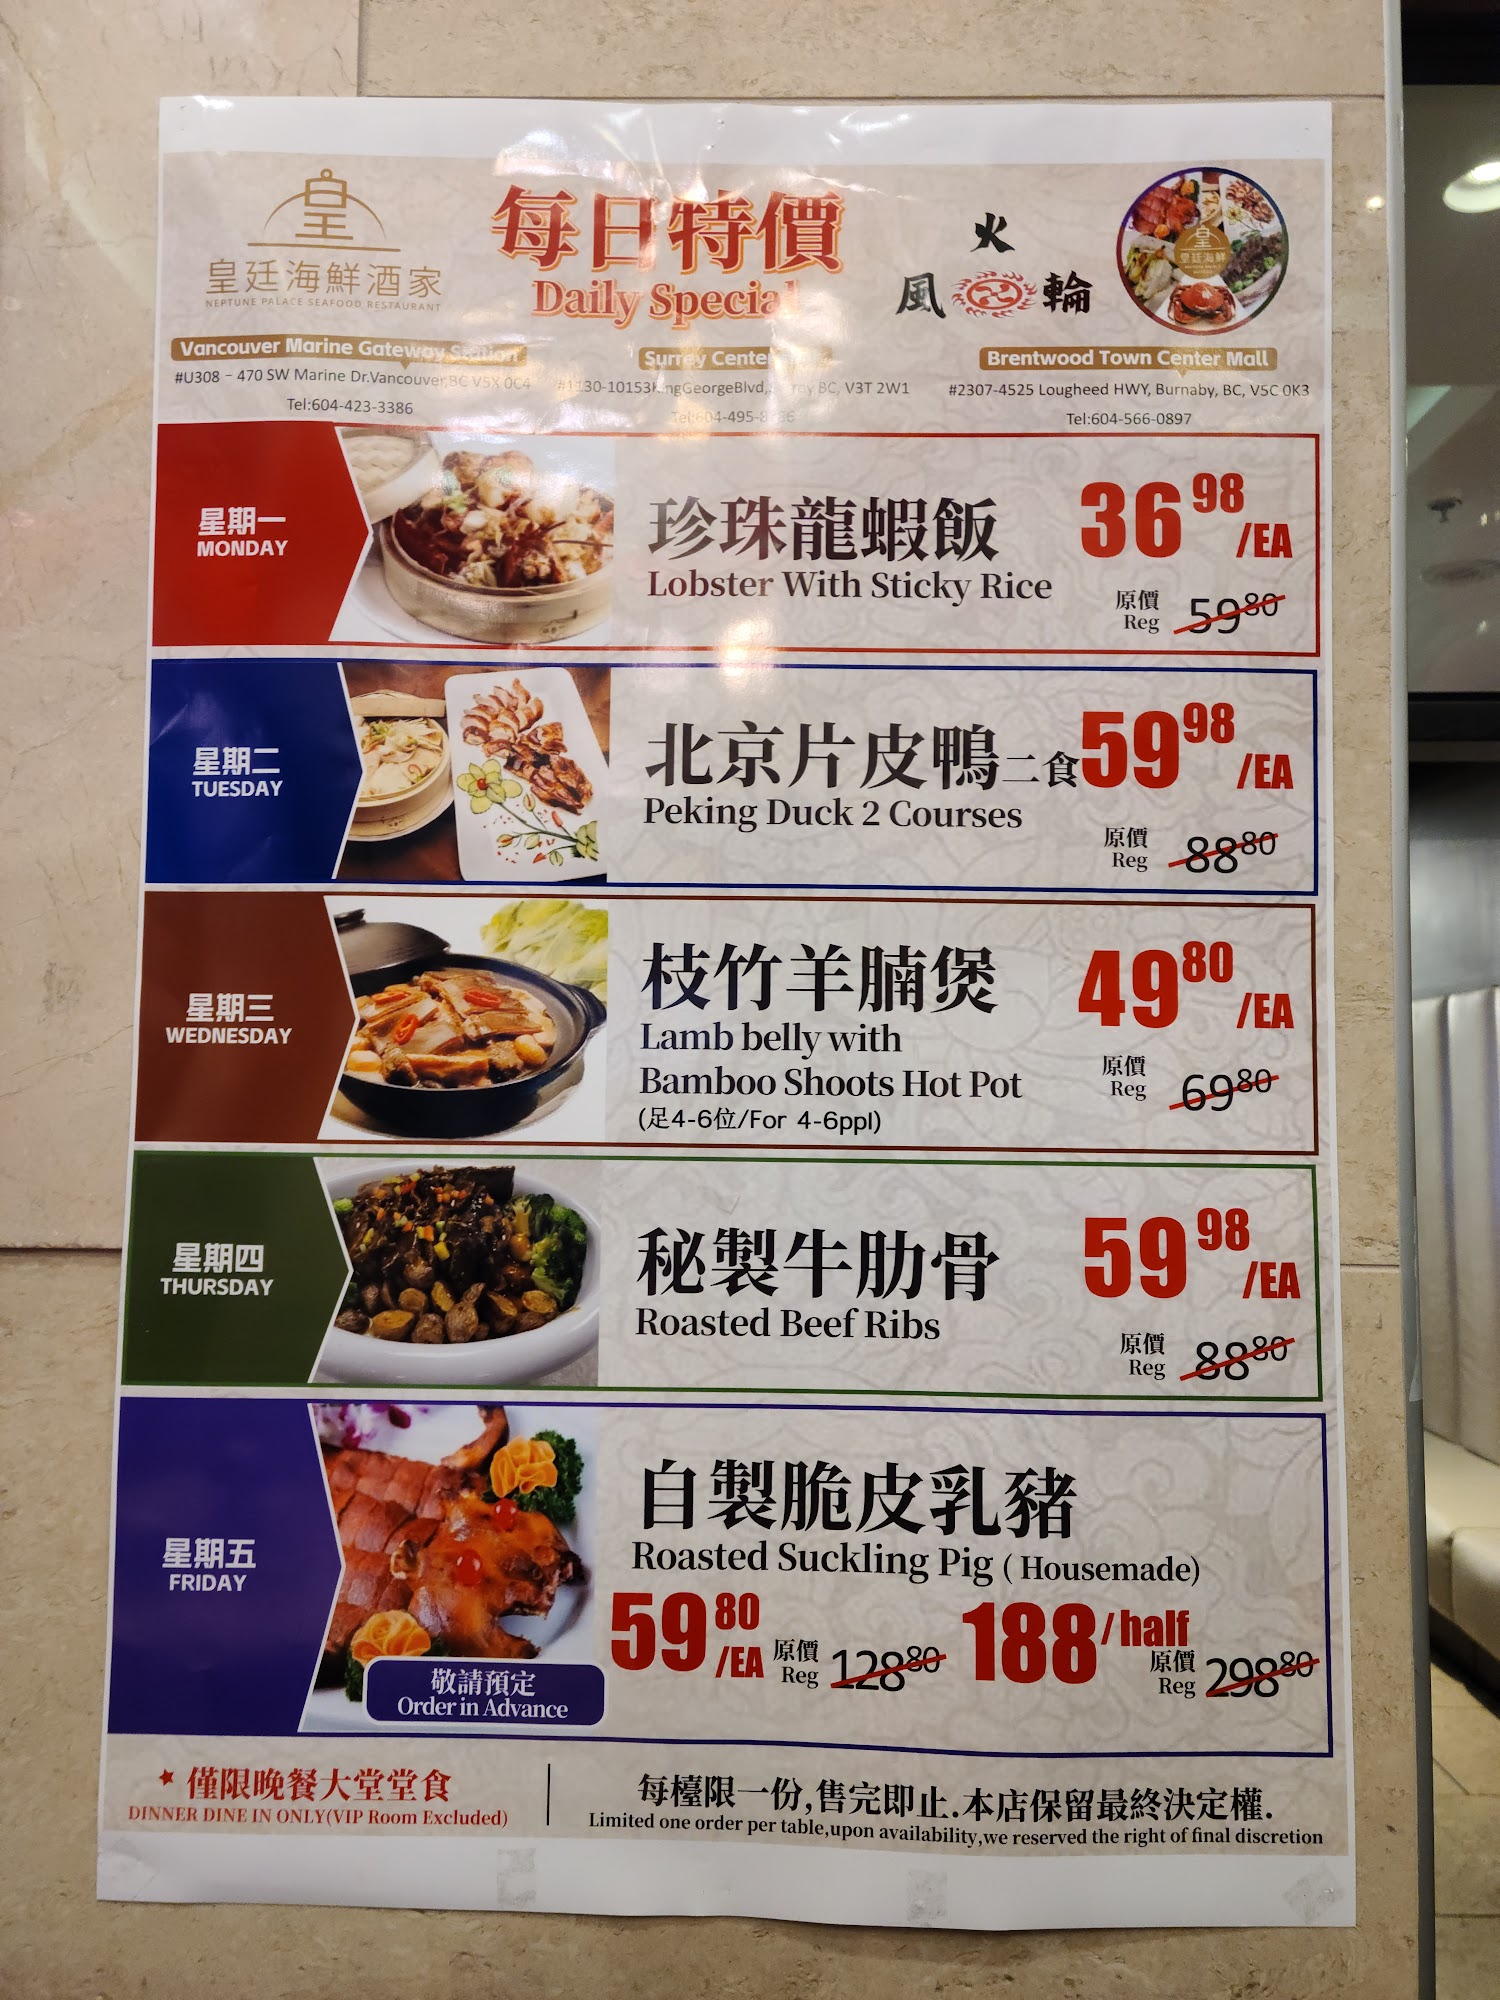 皇
皇廷海鮮酒家
NEPTUNE PALACE SEAFOOD RESTAURANT
每日特價
Daily Special
火
風 輪
皇
皇廷海鮮
Vancouver Marine Gateway Station
#U308 - 470 SW Marine Dr.Vancouver,BC V5X 0C4
Tel:604-423-3386
Surrey Center
#1130-10153KingGeorgeBlvd, BC, V3T 2W1
Brentwood Town Center Mall
#2307-4525 Lougheed HWY, Burnaby, BC, V5C 0K3
Tel:604-566-0897
星期一
MONDAY
珍珠龍蝦飯
Lobster With Sticky Rice
36 98 /EA
原價 Reg 59 80
星期二
TUESDAY
北京片皮鴨二食
Peking Duck 2 Courses
59 98 /EA
原價 Reg 88 80
星期三
WEDNESDAY
枝竹羊腩煲
Lamb belly with
Bamboo Shoots Hot Pot
(足4-6位/For 4-6ppl)
49 80 /EA
原價 Reg 69 80
星期四
THURSDAY
秘製牛肋骨
Roasted Beef Ribs
59 98 /EA
原價 Reg 88 80
星期五
FRIDAY
敬請預定
Order in Advance
自製脆皮乳豬
Roasted Suckling Pig ( Housemade)
59 80 /EA 原價 Reg 128 80 188 /half 原價 Reg 298 80
★ 僅限晚餐大堂堂食
DINNER DINE IN ONLY(VIP Room Excluded)
每檯限一份,售完即止.本店保留最終決定權.
Limited one order per table,upon availability,we reserved the right of final discretion